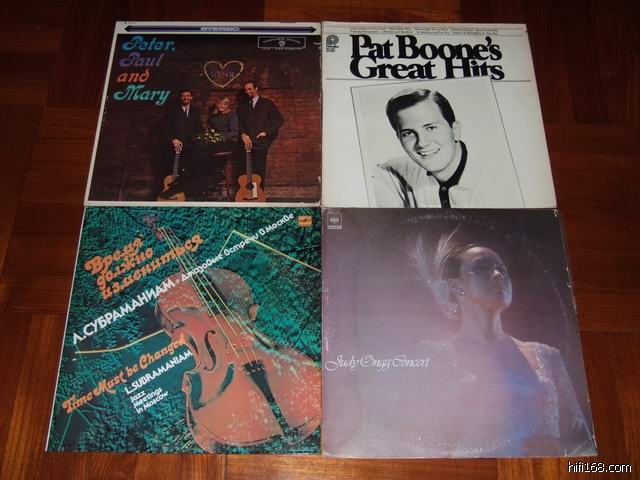 STEREO
Peter,
Paul
and
Mary
Pat Boone's
Great Hits
Время
должно
измениться
Л.СУБРАМАНИАМ
Джазовые встречи в Москве
Time Must be Changed
L.SUBRAMANIAM
Jazz
Meetings
in Moscow
Judy Ongg Concert
hifi168.com